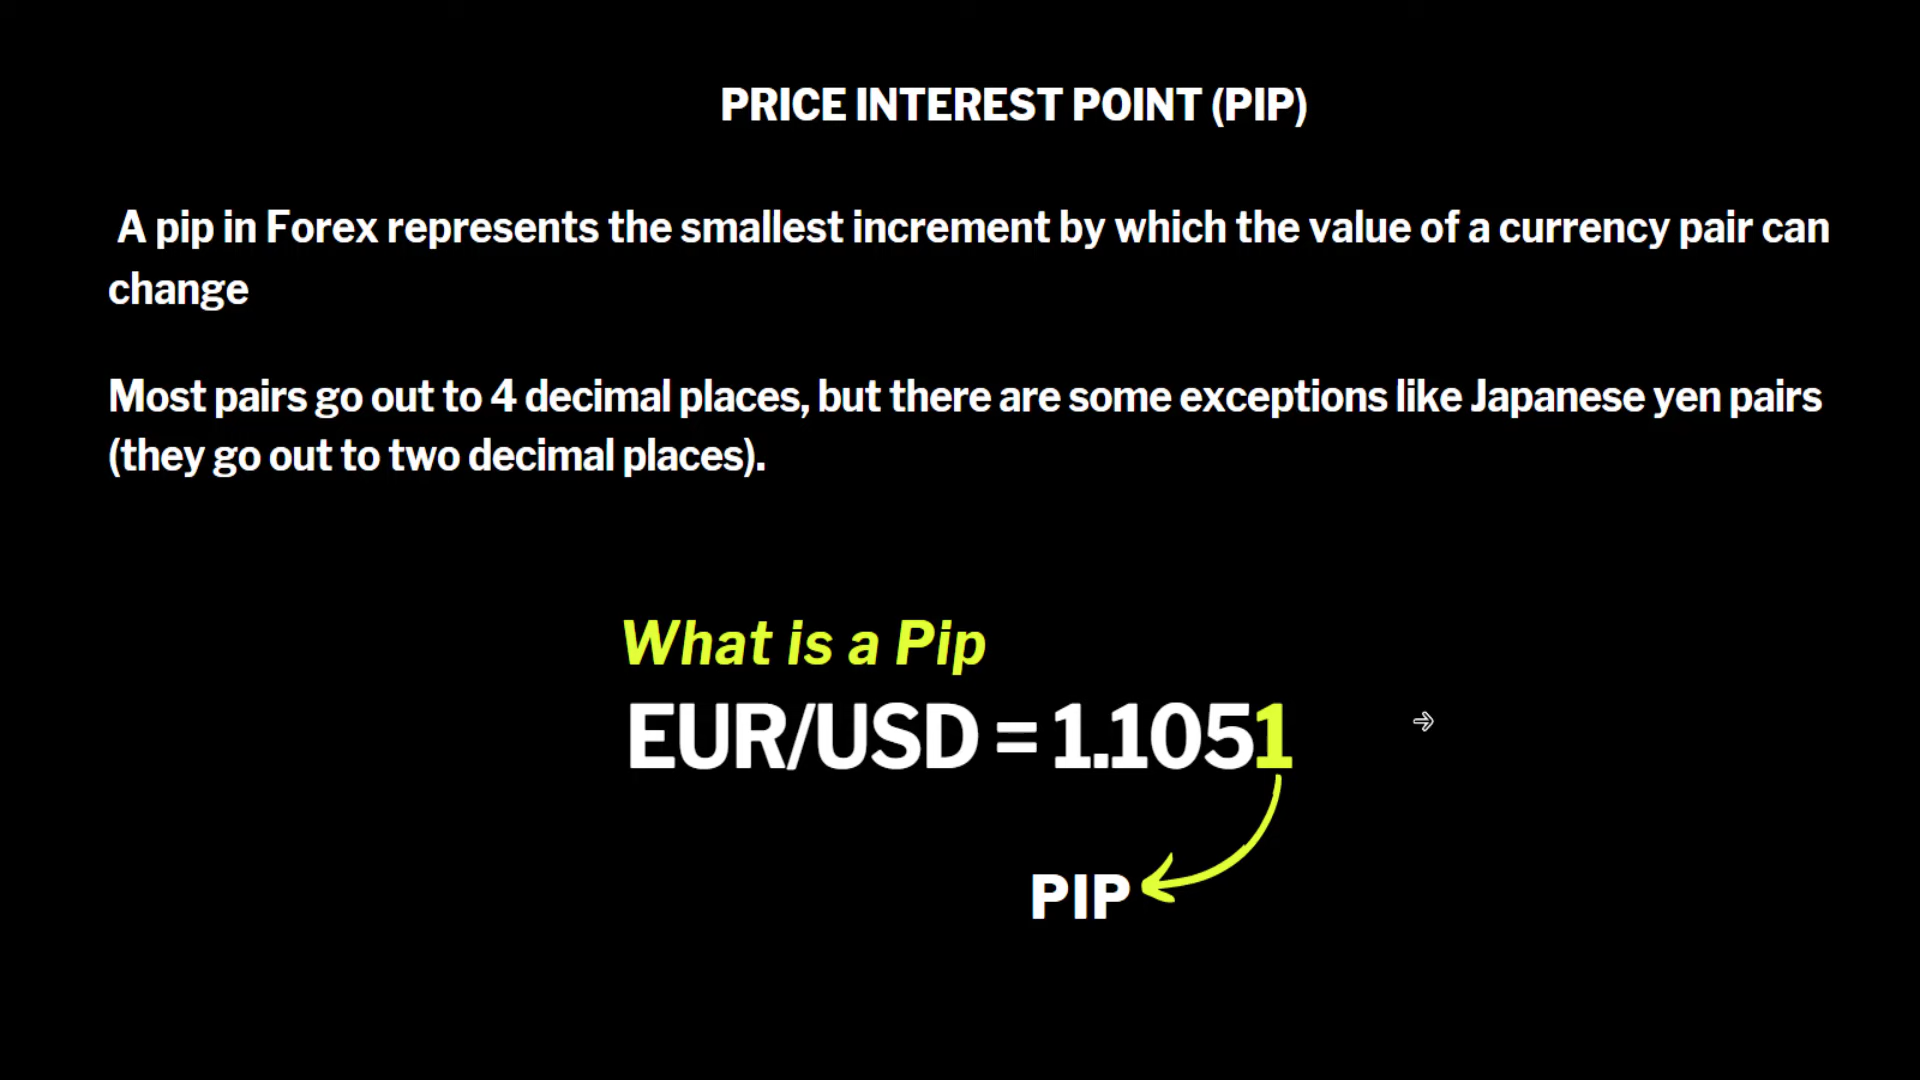 PRICE INTEREST POINT (PIP)
A pip in Forex represents the smallest increment by which the value of a currency pair can
change
Most pairs go out to 4 decimal places, but there are some exceptions like Japanese yen pairs
(they go out to two decimal places).
What is a Pip
EUR/USD = 1.1051
PIP